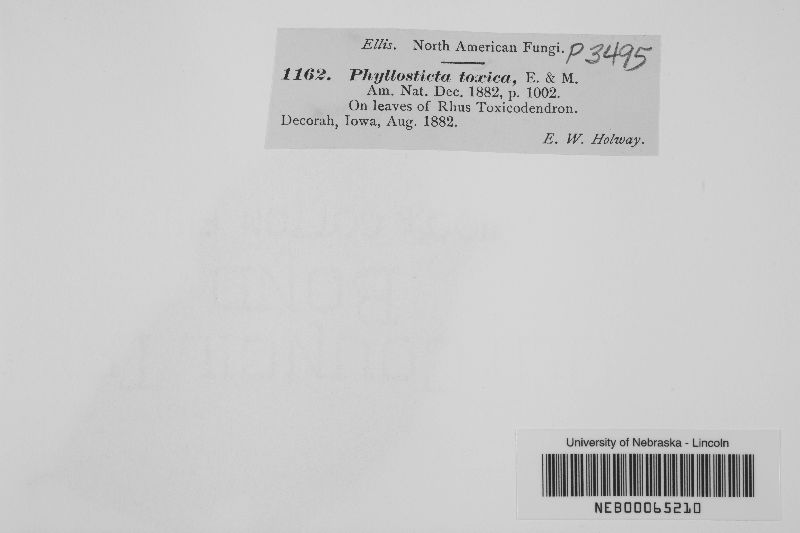 Ellis. North American Fungi. P3495
1162. Phyllosticta toxica, E. & M.
Am. Nat. Dec. 1882, p. 1002.
On leaves of Rhus Toxicodendron.
Decorah, Iowa, Aug. 1882.
E. W. Holway.
University of Nebraska - Lincoln
NEB00065210